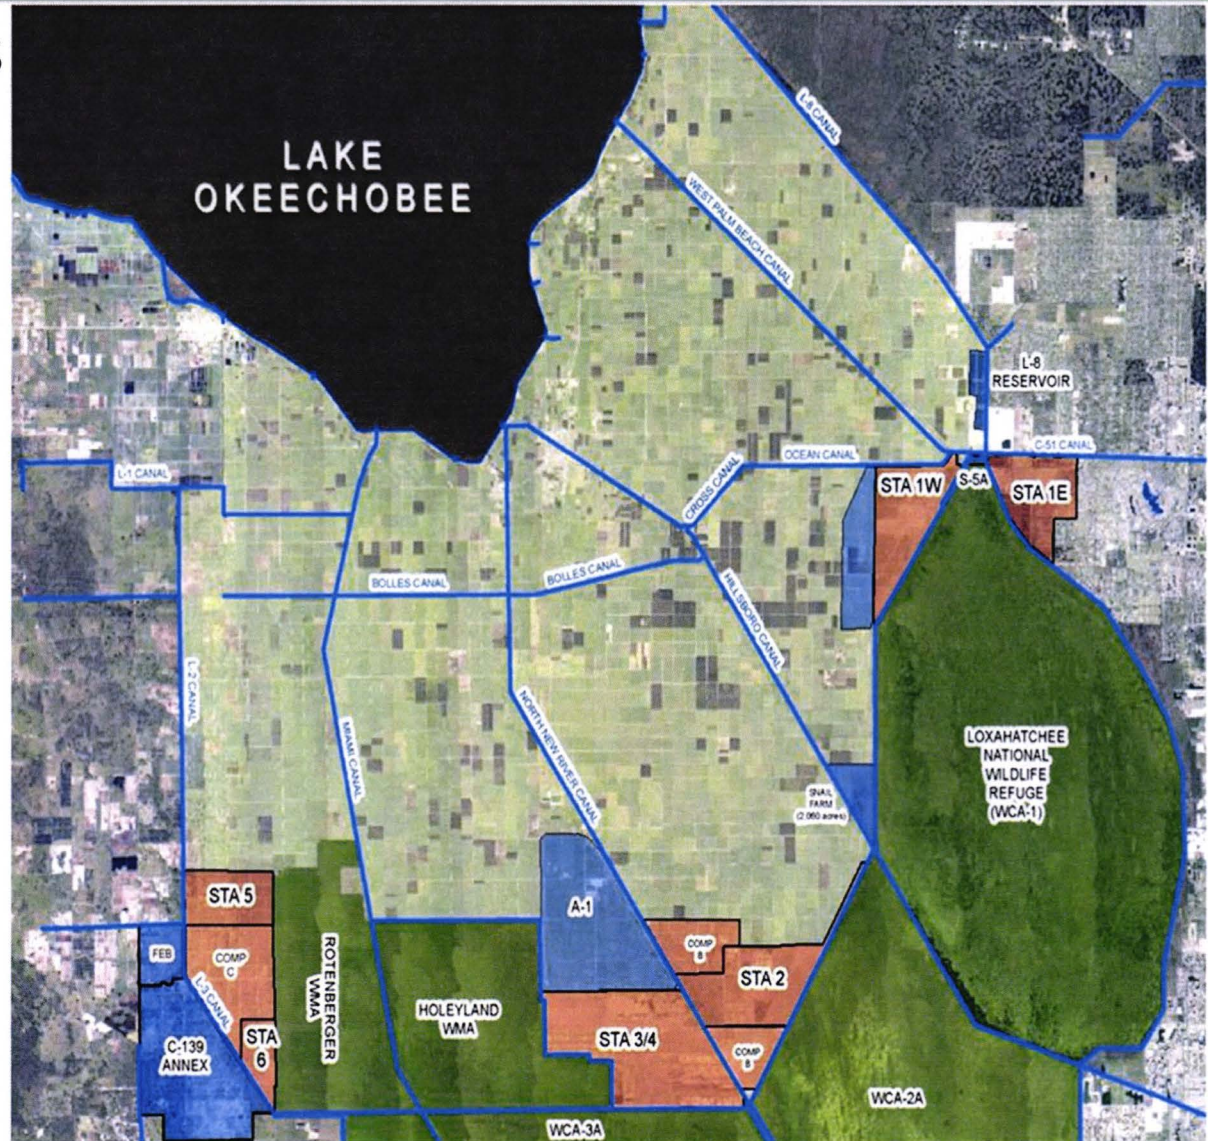 LAKE
OKEECHOBEE
L-8 CANAL
WEST PALM BEACH CANAL
L-8
RESERVOIR
C-51 CANAL
OCEAN CANAL
CROSS CANAL
L-1 CANAL
STA 1W
S-5A
STA 1E
BOLLES CANAL
BOLLES CANAL
HILLSBORO CANAL
L-2 CANAL
MIAMI CANAL
NORTH NEW RIVER CANAL
LOXAHATCHEE
NATIONAL
WILDLIFE
REFUGE
(WCA-1)
SNAIL
FARM
(2,060 acres)
STA 5
A-1
FEB
COMP
C
L-3 CANAL
ROTENBERGER
WMA
HOLEYLAND
WMA
COMP
B
STA 2
STA 3/4
STA
6
C-139
ANNEX
COMP
B
WCA-2A
WCA-3A